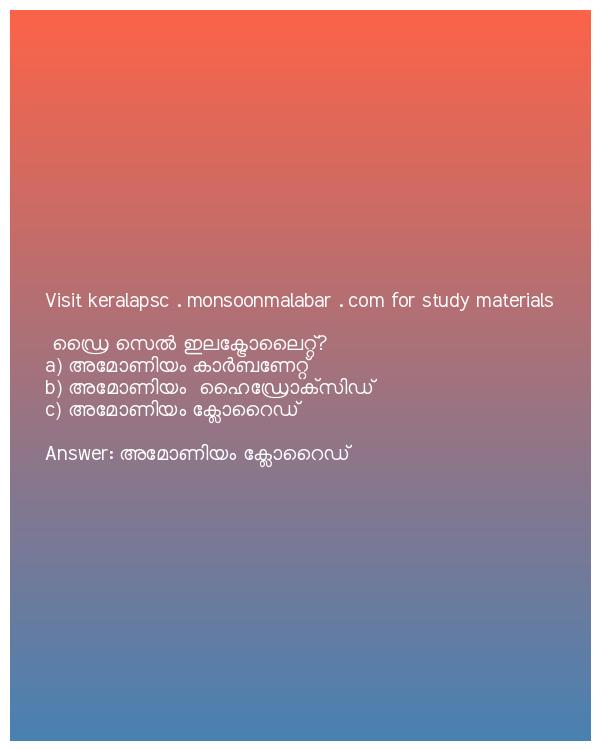 Visit keralapsc . monsoonmalabar . com for study materials
ഡ്രൈ സെൽ ഇലക്ട്രോലൈറ്റ്?
a) അമോണിയം കാർബണേറ്റ്
b) അമോണിയം ഹൈഡ്രോക്സിഡ്
c) അമോണിയം ക്ലോറൈഡ്
Answer: അമോണിയം ക്ലോറൈഡ്